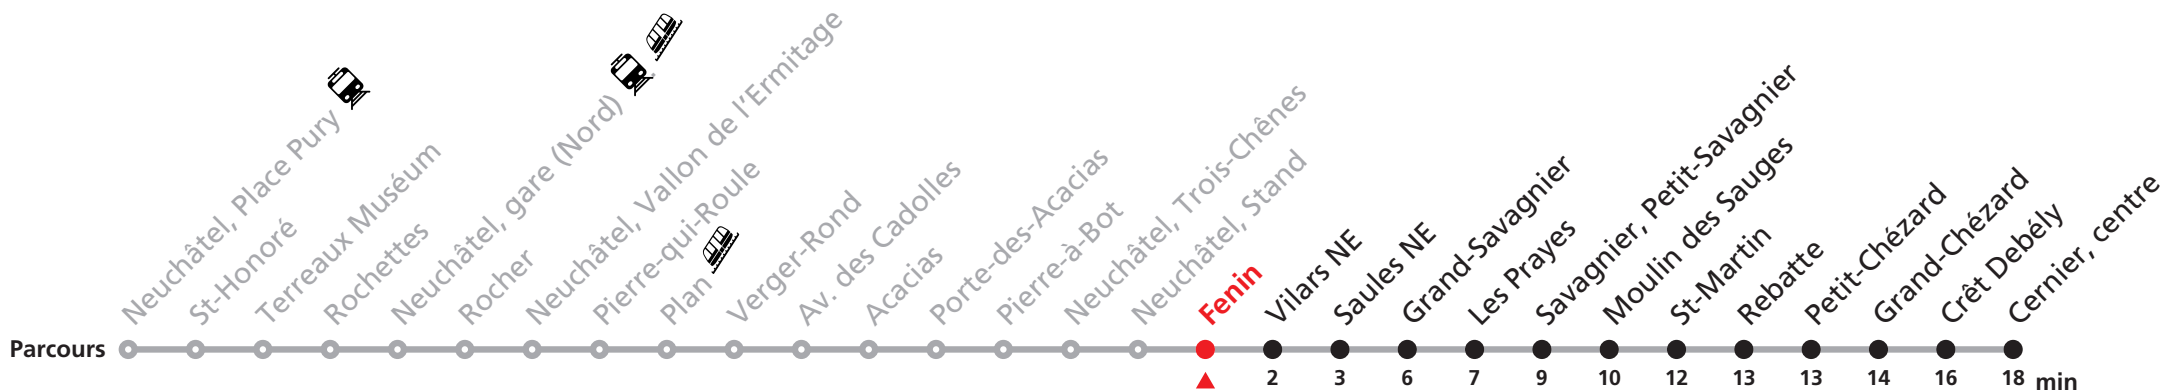 Neuchâtel, Place Pury
St-Honoré
Terreaux Muséum
Rochettes
Neuchâtel, gare (Nord)
Rocher
Neuchâtel, Vallon de l'Ermitage
Pierre-qui-Roule
Plan
Verger-Rond
Av. des Cadolles
Acacias
Porte-des-Acacias
Pierre-à-Bot
Neuchâtel, Trois-Chênes
Neuchâtel, Stand
Fenin
Vilars NE
Saules NE
Grand-Savagnier
Les Prayes
Savagnier, Petit-Savagnier
Moulin des Sauges
St-Martin
Rebatte
Petit-Chézard
Grand-Chézard
Crêt Debély
Cernier, centre
Parcours
2 3 6 7 9 10 12 13 13 14 16 18 min